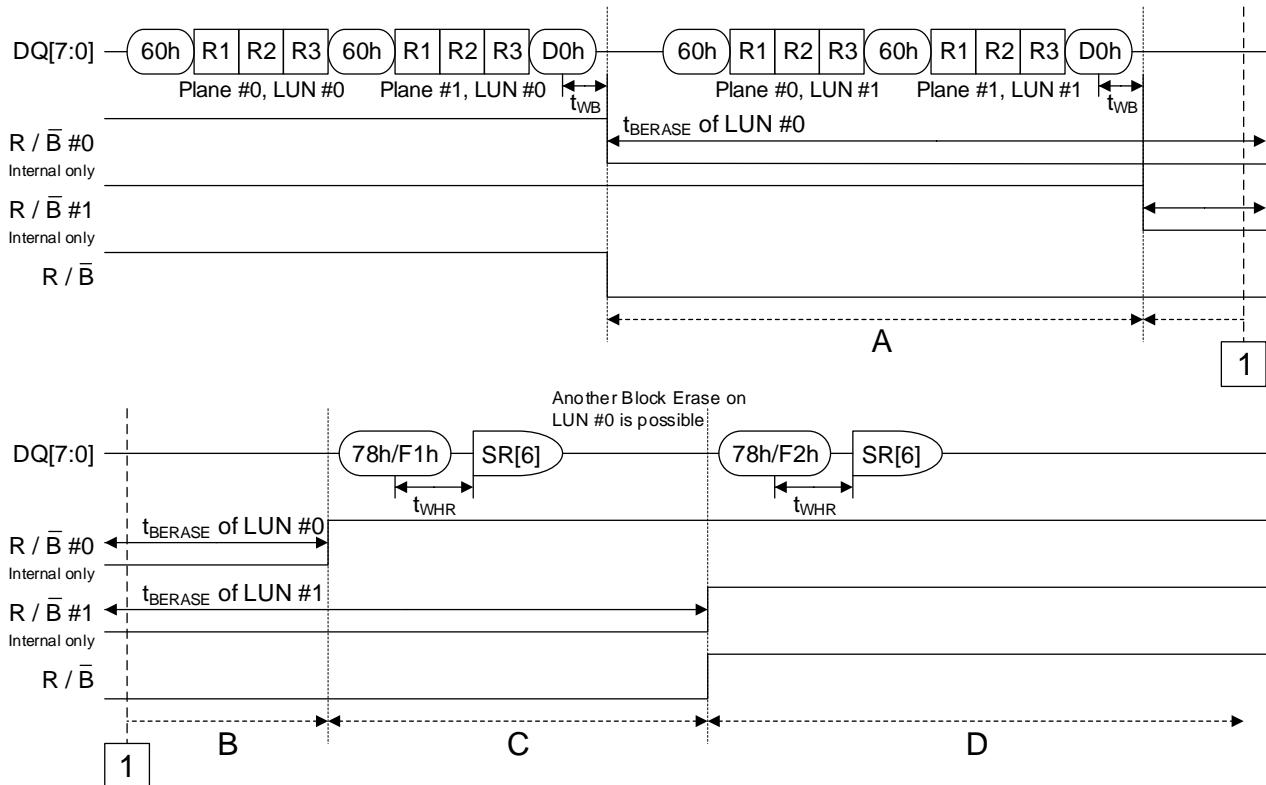 DQ[7:0] 60h R1 R2 R3 60h R1 R2 R3 D0h 60h R1 R2 R3 60h R1 R2 R3 D0h
Plane #0, LUN #0 Plane #1, LUN #0 Plane #0, LUN #1 Plane #1, LUN #1
tWB tWB
R / B̅ #0 tBERASE of LUN #0
Internal only
R / B̅ #1
Internal only
R / B̅
A
1
Another Block Erase on
LUN #0 is possible
DQ[7:0] 78h/F1h SR[6] 78h/F2h SR[6]
tWHR tWHR
R / B̅ #0 tBERASE of LUN #0
Internal only
R / B̅ #1 tBERASE of LUN #1
Internal only
R / B̅
B C D
1